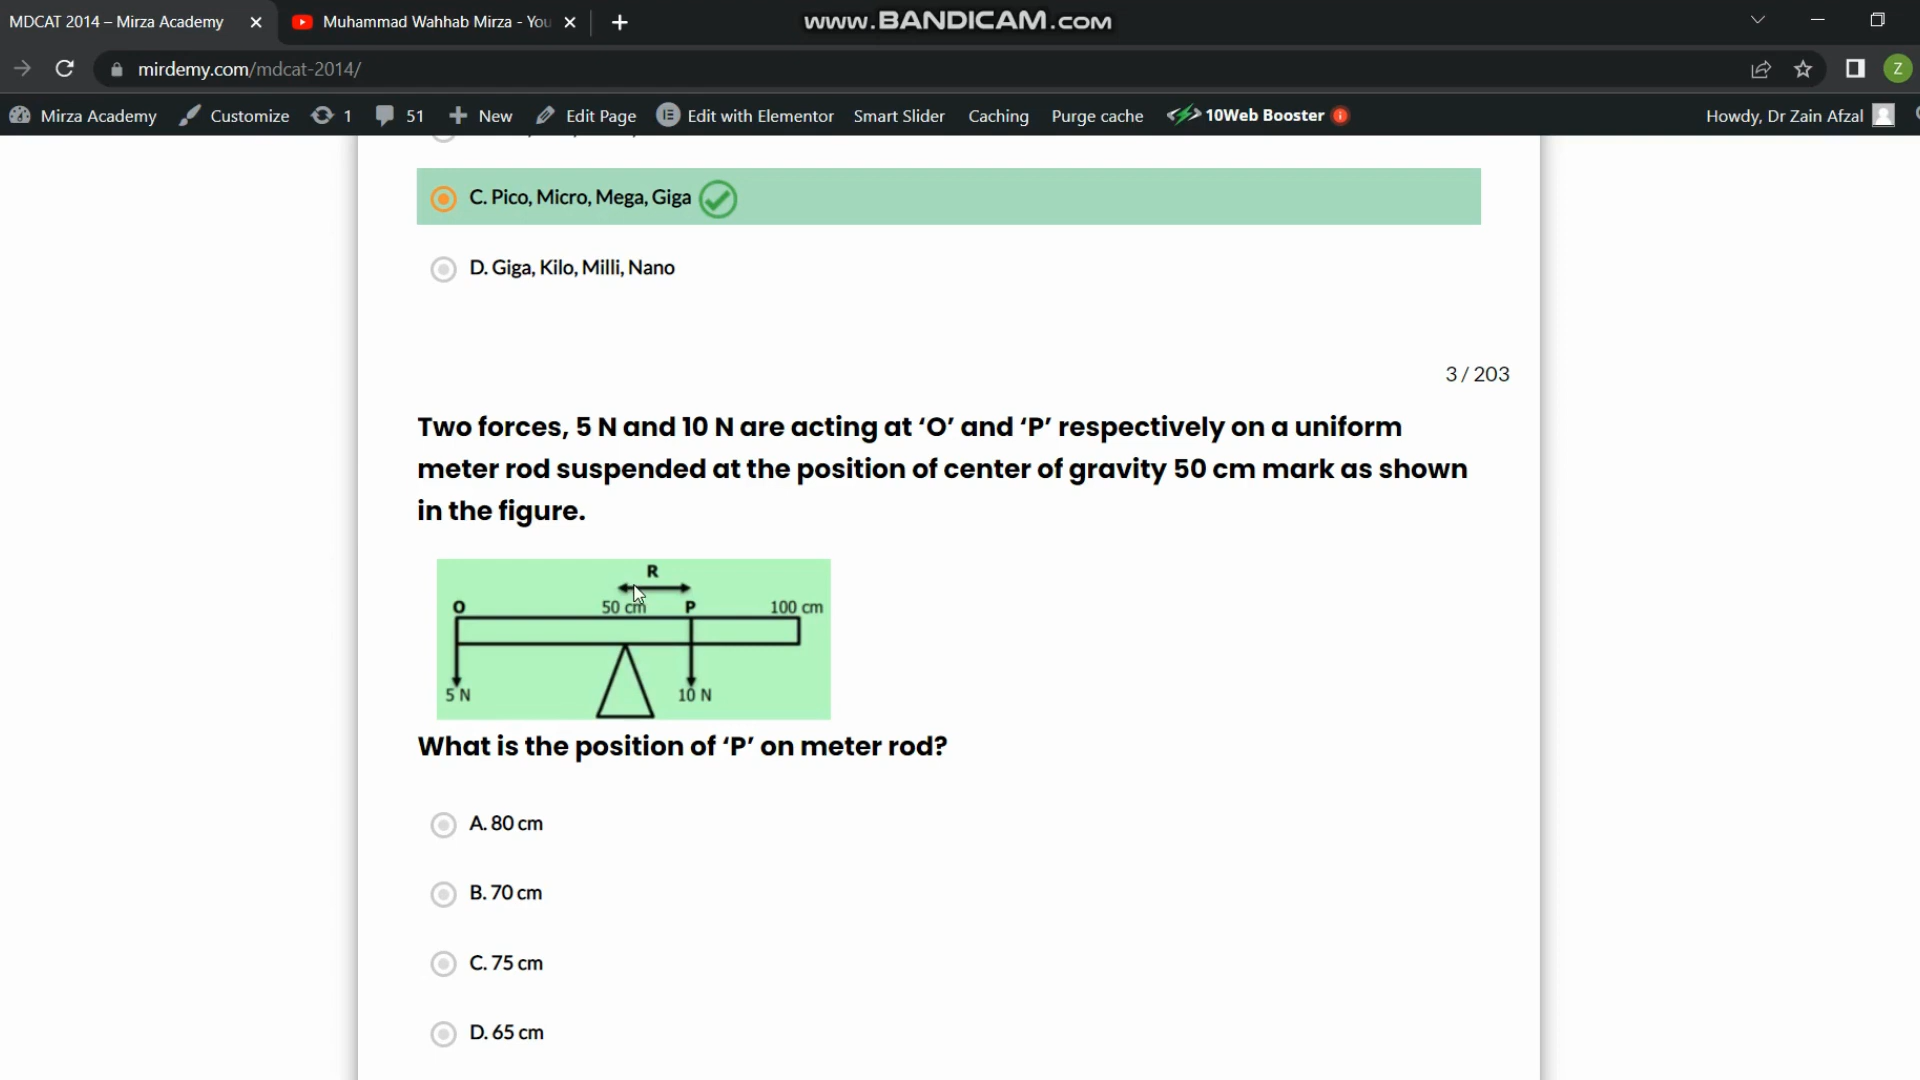 MDCAT 2014 – Mirza Academy
Muhammad Wahhab Mirza - You
www.BANDICAM.com
mirdemy.com/mdcat-2014/
Z
Mirza Academy Customize 1 51 New Edit Page Edit with Elementor Smart Slider Caching Purge cache 10Web Booster Howdy, Dr Zain Afzal
C. Pico, Micro, Mega, Giga
D. Giga, Kilo, Milli, Nano
3 / 203
Two forces, 5 N and 10 N are acting at ‘O’ and ‘P’ respectively on a uniform
meter rod suspended at the position of center of gravity 50 cm mark as shown
in the figure.
R
O 50 cm P 100 cm
5 N 10 N
What is the position of ‘P’ on meter rod?
A. 80 cm
B. 70 cm
C. 75 cm
D. 65 cm